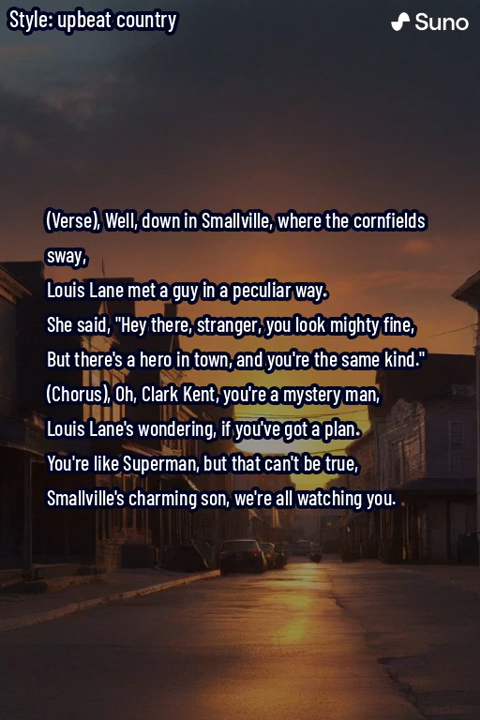 Style: upbeat country
Suno
(Verse), Well, down in Smallville, where the cornfields
sway,
Louis Lane met a guy in a peculiar way.
She said, "Hey there, stranger, you look mighty fine,
But there's a hero in town, and you're the same kind."
(Chorus), Oh, Clark Kent, you're a mystery man,
Louis Lane's wondering, if you've got a plan.
You're like Superman, but that can't be true,
Smallville's charming son, we're all watching you.